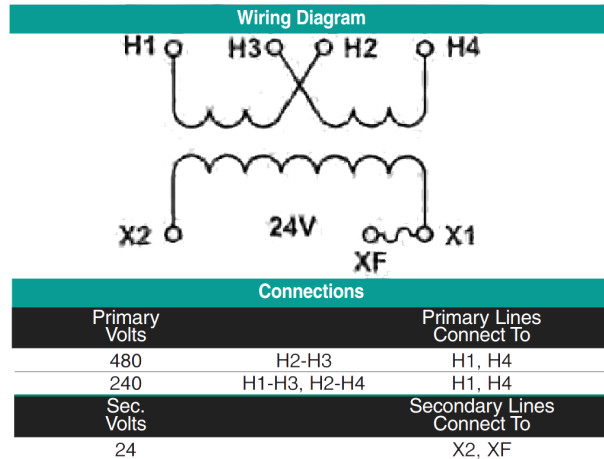 Wiring Diagram
H1 H3 H2 H4
X2 24V X1
XF
Connections
Primary Volts Primary Lines Connect To
480 H2-H3 H1, H4
240 H1-H3, H2-H4 H1, H4
Sec. Volts Secondary Lines Connect To
24 X2, XF